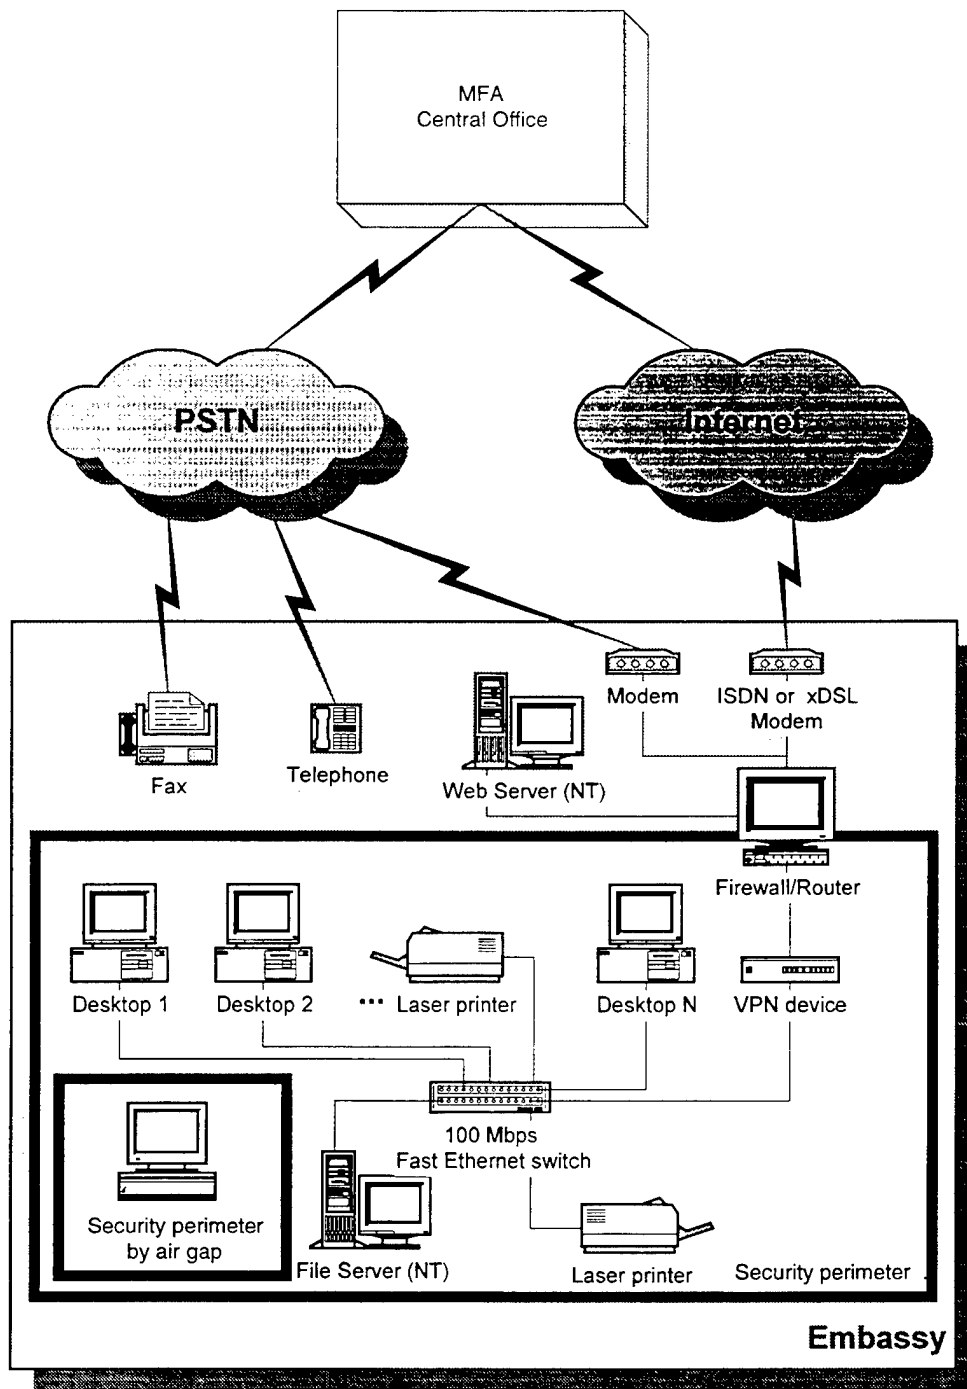 MFA
Central Office
PSTN
Internet
Modem
ISDN or xDSL
Modem
Fax
Telephone
Web Server (NT)
Firewall/Router
Desktop 1
Desktop 2
... Laser printer
Desktop N
VPN device
100 Mbps
Fast Ethernet switch
Security perimeter
by air gap
File Server (NT)
Laser printer
Security perimeter
Embassy